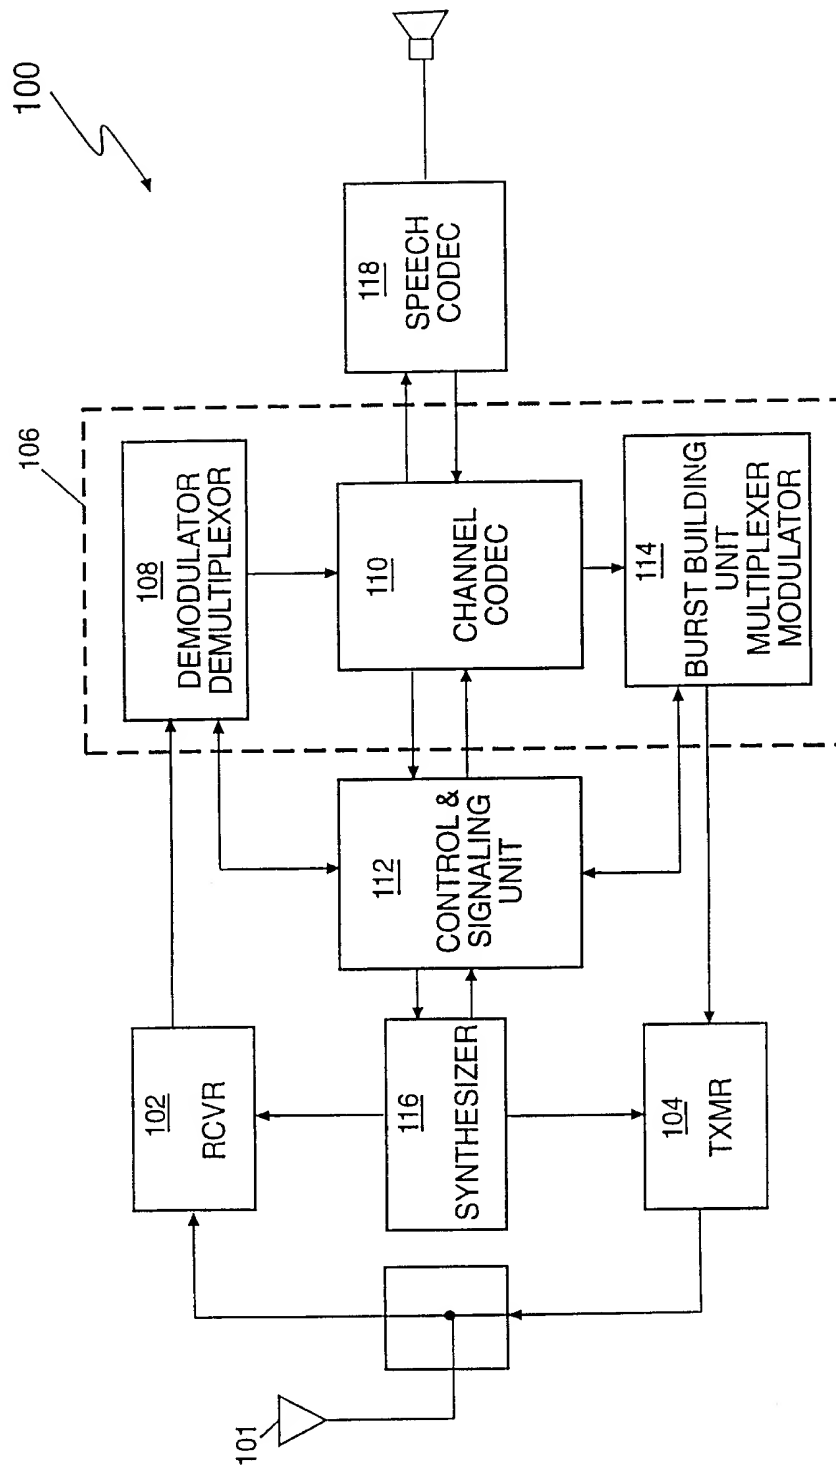 100
106
101
102
RCVR
108
DEMODULATOR
DEMULTIPLEXOR
116
SYNTHESIZER
112
CONTROL &
SIGNALING
UNIT
110
CHANNEL
CODEC
118
SPEECH
CODEC
104
TXMR
114
BURST BUILDING
UNIT
MULTIPLEXER
MODULATOR